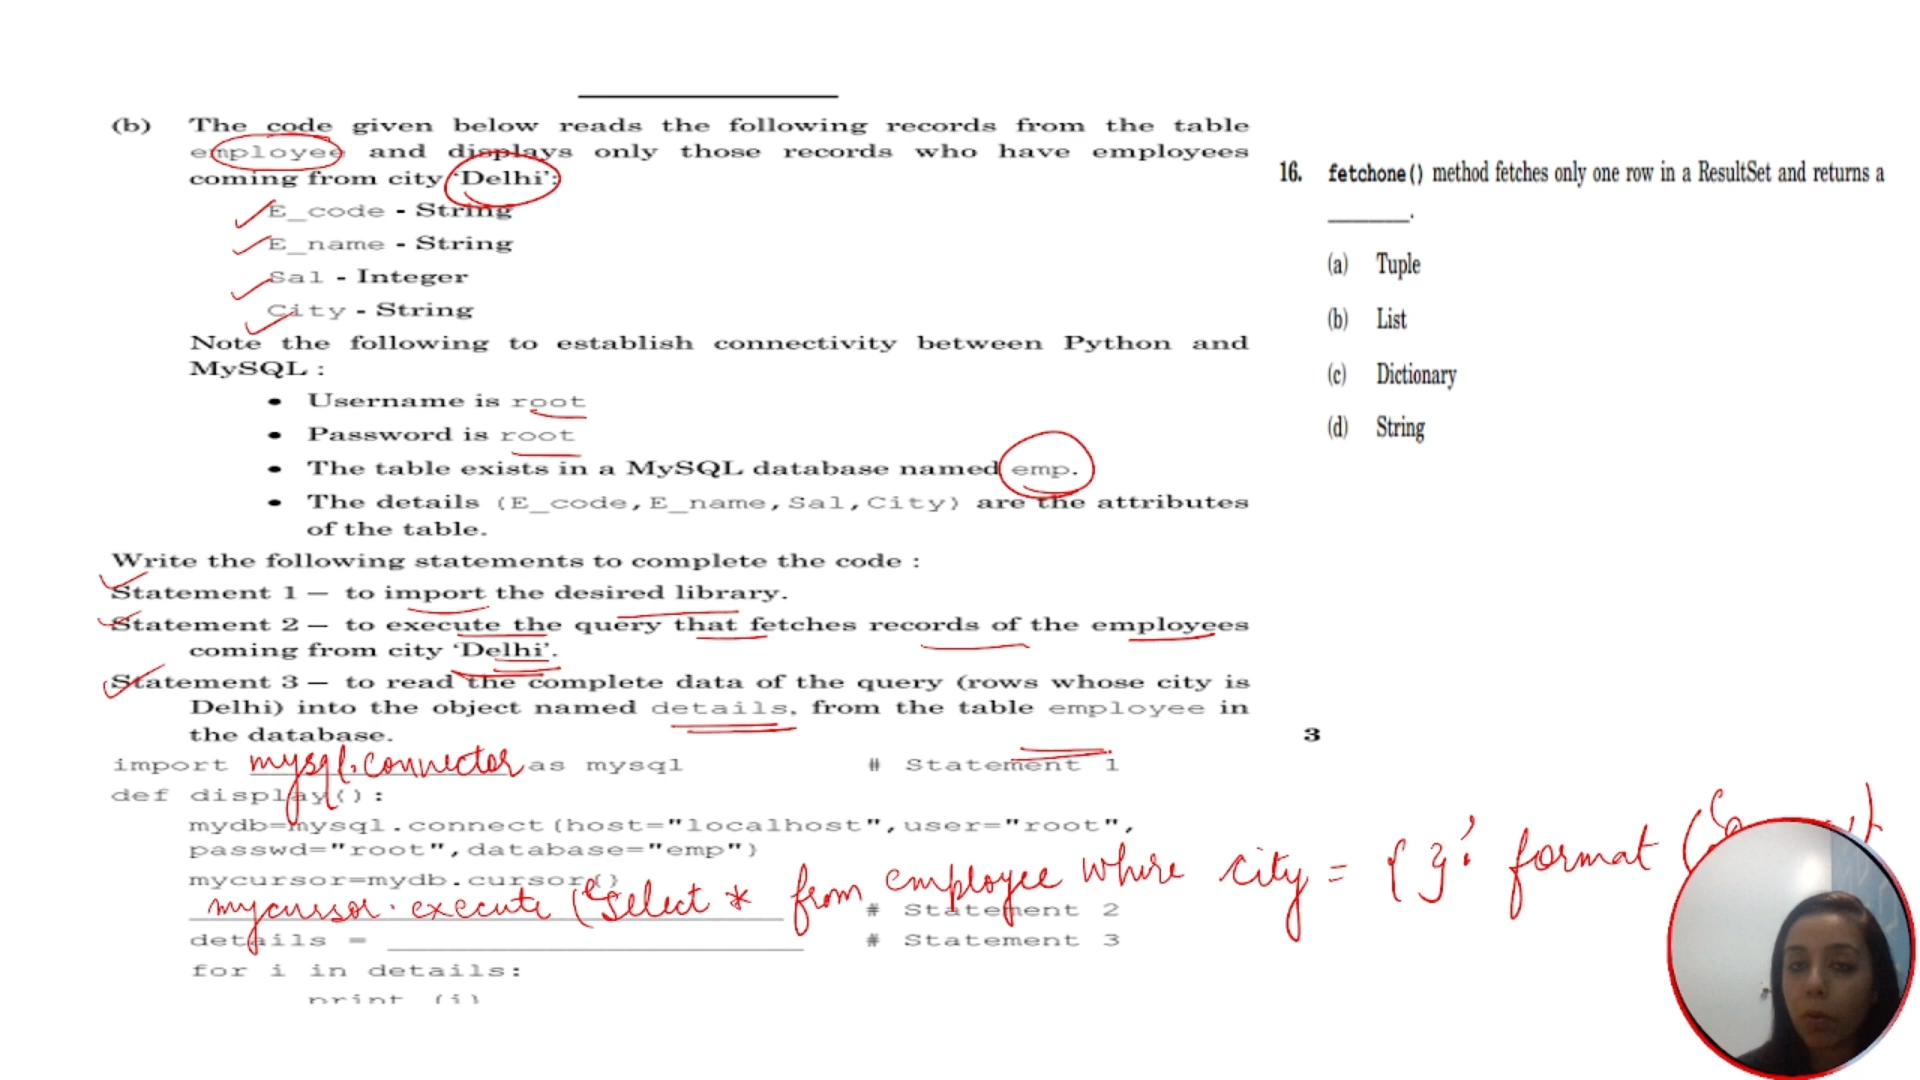 (b) The code given below reads the following records from the table
employee and displays only those records who have employees
coming from city ‘Delhi’:
E_code - String
E_name - String
Sal - Integer
City - String
Note the following to establish connectivity between Python and
MySQL :
• Username is root
• Password is root
• The table exists in a MySQL database named emp.
• The details (E_code,E_name,Sal,City) are the attributes
of the table.
Write the following statements to complete the code :
Statement 1 – to import the desired library.
Statement 2 – to execute the query that fetches records of the employees
coming from city ‘Delhi’.
Statement 3 – to read the complete data of the query (rows whose city is
Delhi) into the object named details, from the table employee in
the database.
3
import mysql.connector as mysql # Statement 1
def display():
mydb=mysql.connect(host="localhost",user="root",
passwd="root",database="emp")
mycursor=mydb.cursor()
mycursor.execute ("Select * from employee where city = { }' format (
# Statement 2
details = ____________________ # Statement 3
for i in details:
print (i)
16. fetchone() method fetches only one row in a ResultSet and returns a
________.
(a) Tuple
(b) List
(c) Dictionary
(d) String